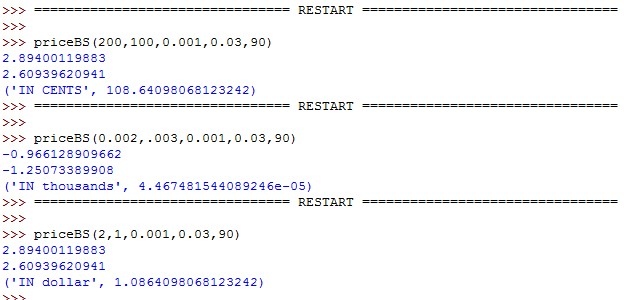 >>> ================================ RESTART ================================
>>>
>>> priceBS(200,100,0.001,0.03,90)
2.89400119883
2.60939620941
('IN CENTS', 108.64098068123242)
>>> ================================ RESTART ================================
>>>
>>> priceBS(0.002,.003,0.001,0.03,90)
-0.966128909662
-1.25073389908
('IN thousands', 4.467481544089246e-05)
>>> ================================ RESTART ================================
>>>
>>> priceBS(2,1,0.001,0.03,90)
2.89400119883
2.60939620941
('IN dollar', 1.0864098068123242)
>>>